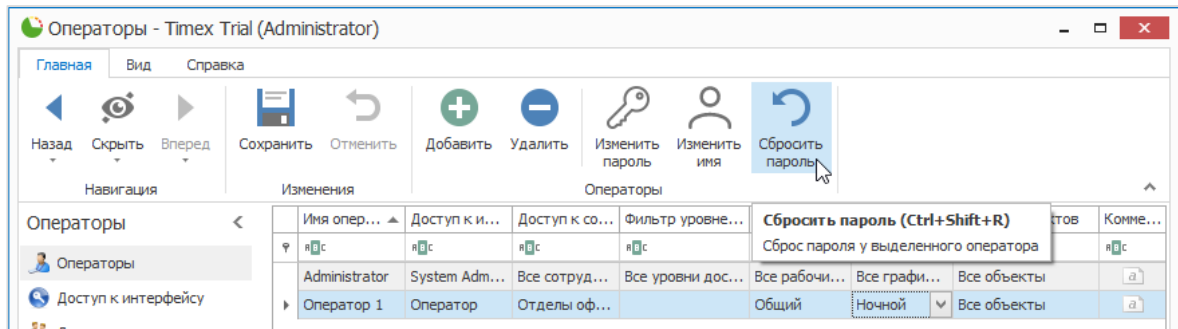 Операторы - Timex Trial (Administrator)
Главная Вид Справка
Назад Скрыть Вперед Сохранить Отменить Добавить Удалить Изменить пароль Изменить имя Сбросить пароль
Навигация Изменения Операторы
Операторы
Имя опер... Доступ к и... Доступ к со... Фильтр уровне... Комме...
Сбросить пароль (Ctrl+Shift+R)
Сброс пароля у выделенного оператора
Операторы
Administrator System Adm... Все сотруд... Все уровни дос... Все рабочи... Все графи... Все объекты
Доступ к интерфейсу
Оператор 1 Оператор Отделы оф... Общий Ночной Все объекты